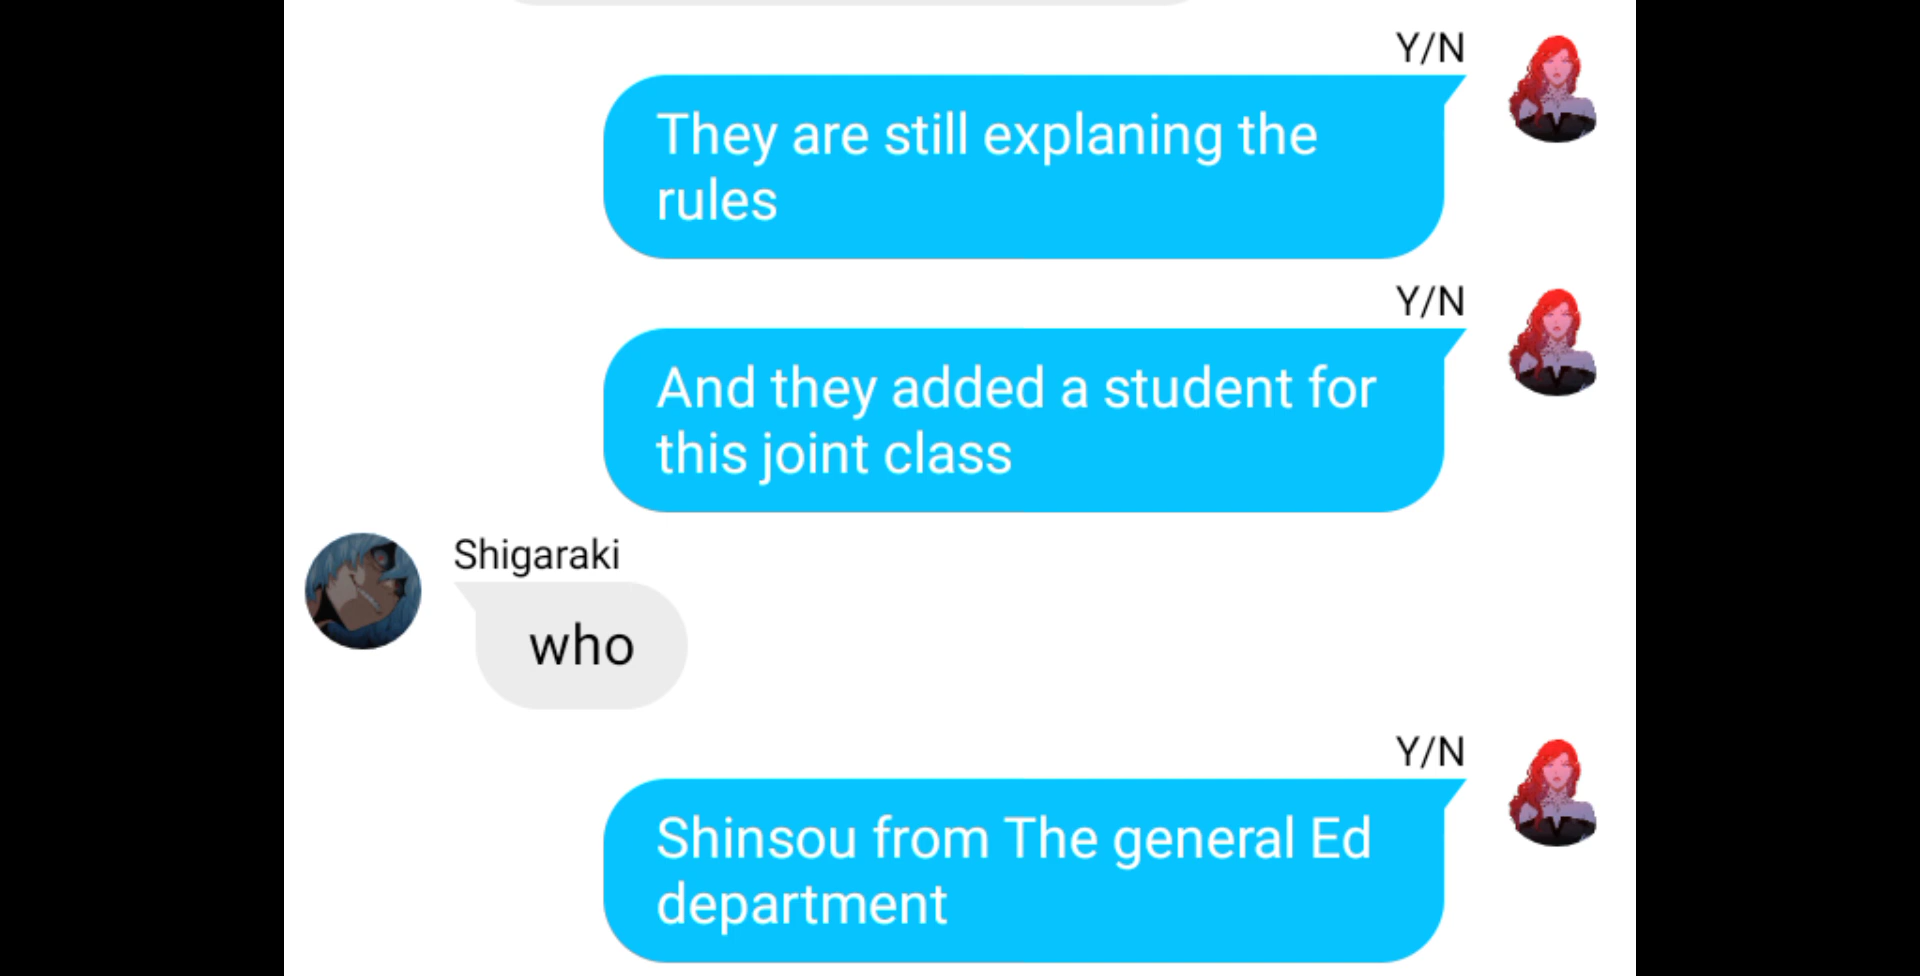 Y/N
They are still explaning the
rules
Y/N
And they added a student for
this joint class
Shigaraki
who
Y/N
Shinsou from The general Ed
department